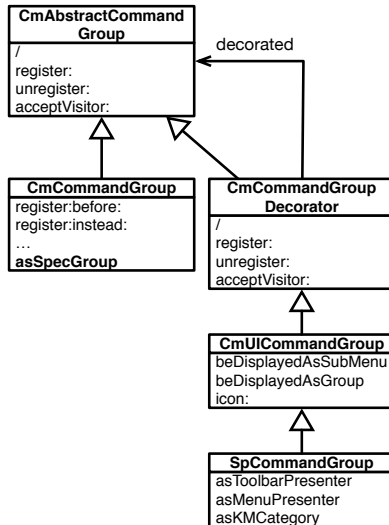 CmAbstractCommand
Group
/
register:
unregister:
acceptVisitor:
decorated
CmCommandGroup
register:before:
register:instead:
…
asSpecGroup
CmCommandGroup
Decorator
/
register:
unregister:
acceptVisitor:
CmUICommandGroup
beDisplayedAsSubMenu
beDisplayedAsGroup
icon:
SpCommandGroup
asToolbarPresenter
asMenuPresenter
asKMCategory